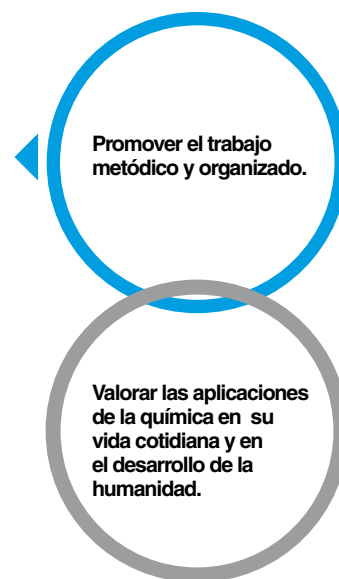 Promover el trabajo
metódico y organizado.
Valorar las aplicaciones
de la química en su
vida cotidiana y en
el desarrollo de la
humanidad.